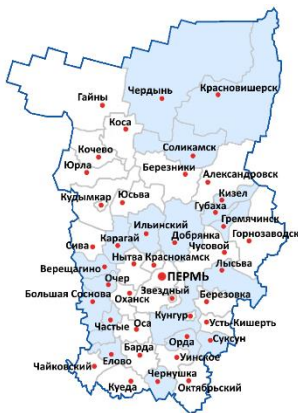 Чердынь
Красновишерск
Гайны
Коса
Соликамск
Кочево
Юрла
Березники
Александровск
Кудымкар
Юсьва
Кизел
Губаха
Гремячинск
Ильинский
Добрянка
Горнозаводск
Карагай
Сива
Чусовой
Нытва
Краснокамск
Лысьва
Верещагино
Очер
ПЕРМЬ
Звездный
Большая Соснова
Оханск
Березовка
Кунгур
Частые
Оса
Усть-Кишерть
Суксун
Орда
Барда
Уинское
Елово
Чайковский
Чернушка
Куеда
Октябрьский